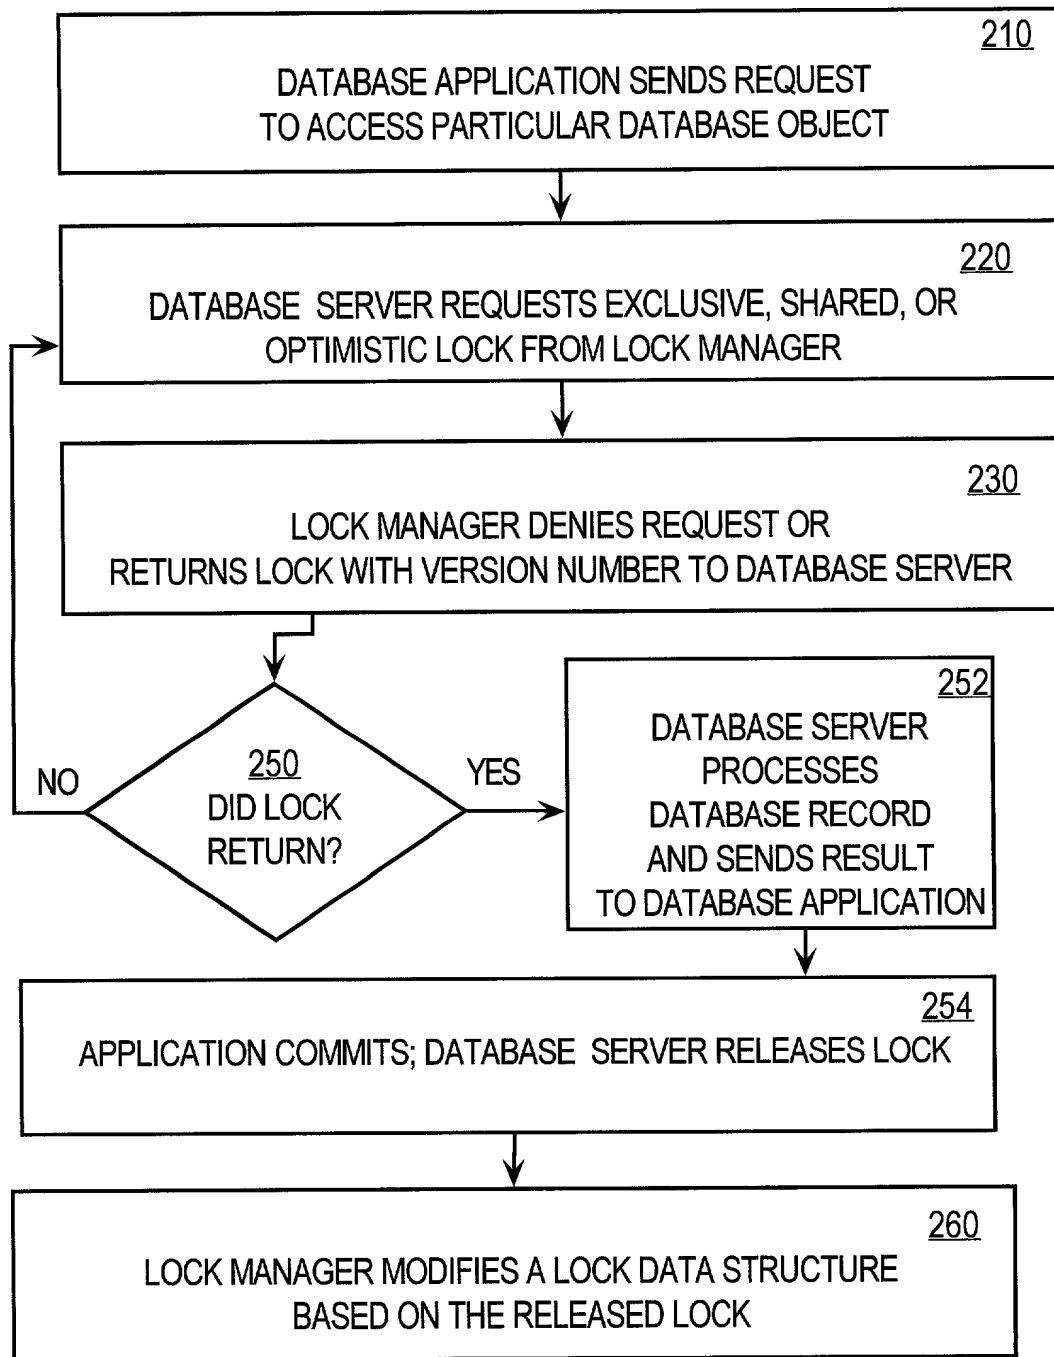 210
DATABASE APPLICATION SENDS REQUEST
TO ACCESS PARTICULAR DATABASE OBJECT
220
DATABASE SERVER REQUESTS EXCLUSIVE, SHARED, OR
OPTIMISTIC LOCK FROM LOCK MANAGER
230
LOCK MANAGER DENIES REQUEST OR
RETURNS LOCK WITH VERSION NUMBER TO DATABASE SERVER
NO
250
DID LOCK
RETURN?
YES
252
DATABASE SERVER
PROCESSES
DATABASE RECORD
AND SENDS RESULT
TO DATABASE APPLICATION
254
APPLICATION COMMITS; DATABASE SERVER RELEASES LOCK
260
LOCK MANAGER MODIFIES A LOCK DATA STRUCTURE
BASED ON THE RELEASED LOCK